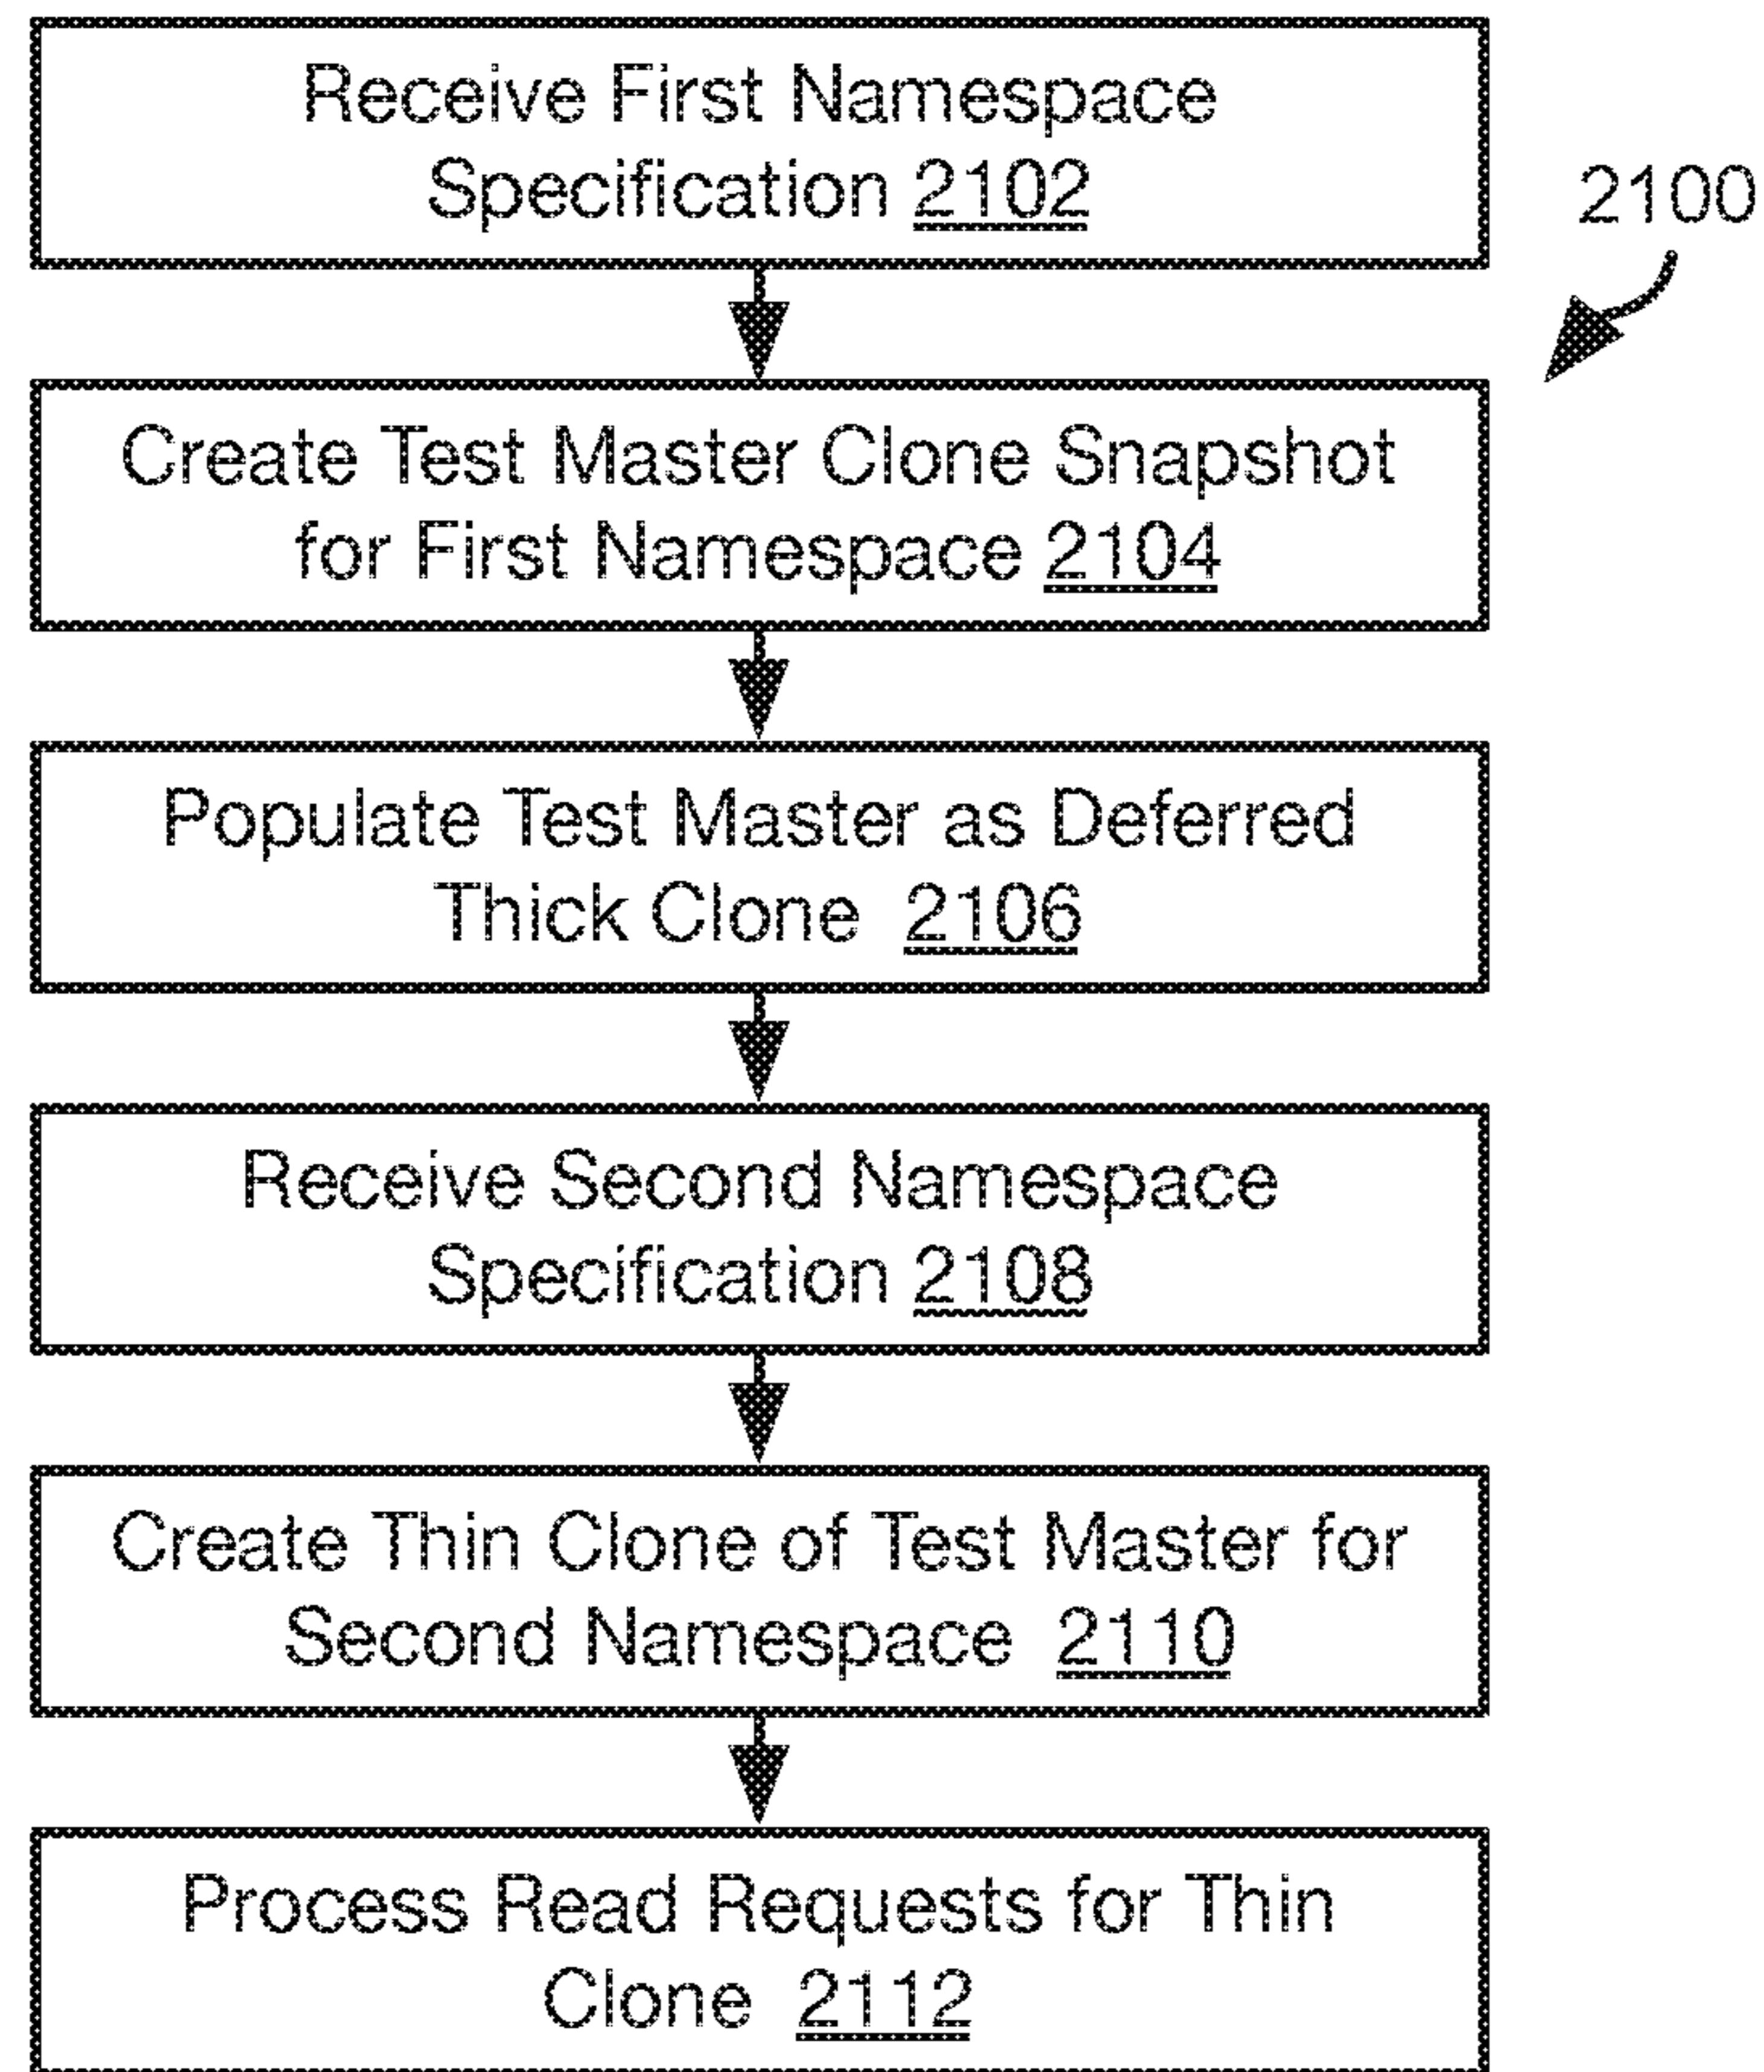 Receive First Namespace
Specification 2102
2100
Create Test Master Clone Snapshot
for First Namespace 2104
Populate Test Master as Deferred
Thick Clone 2106
Receive Second Namespace
Specification 2108
Create Thin Clone of Test Master for
Second Namespace 2110
Process Read Requests for Thin
Clone 2112